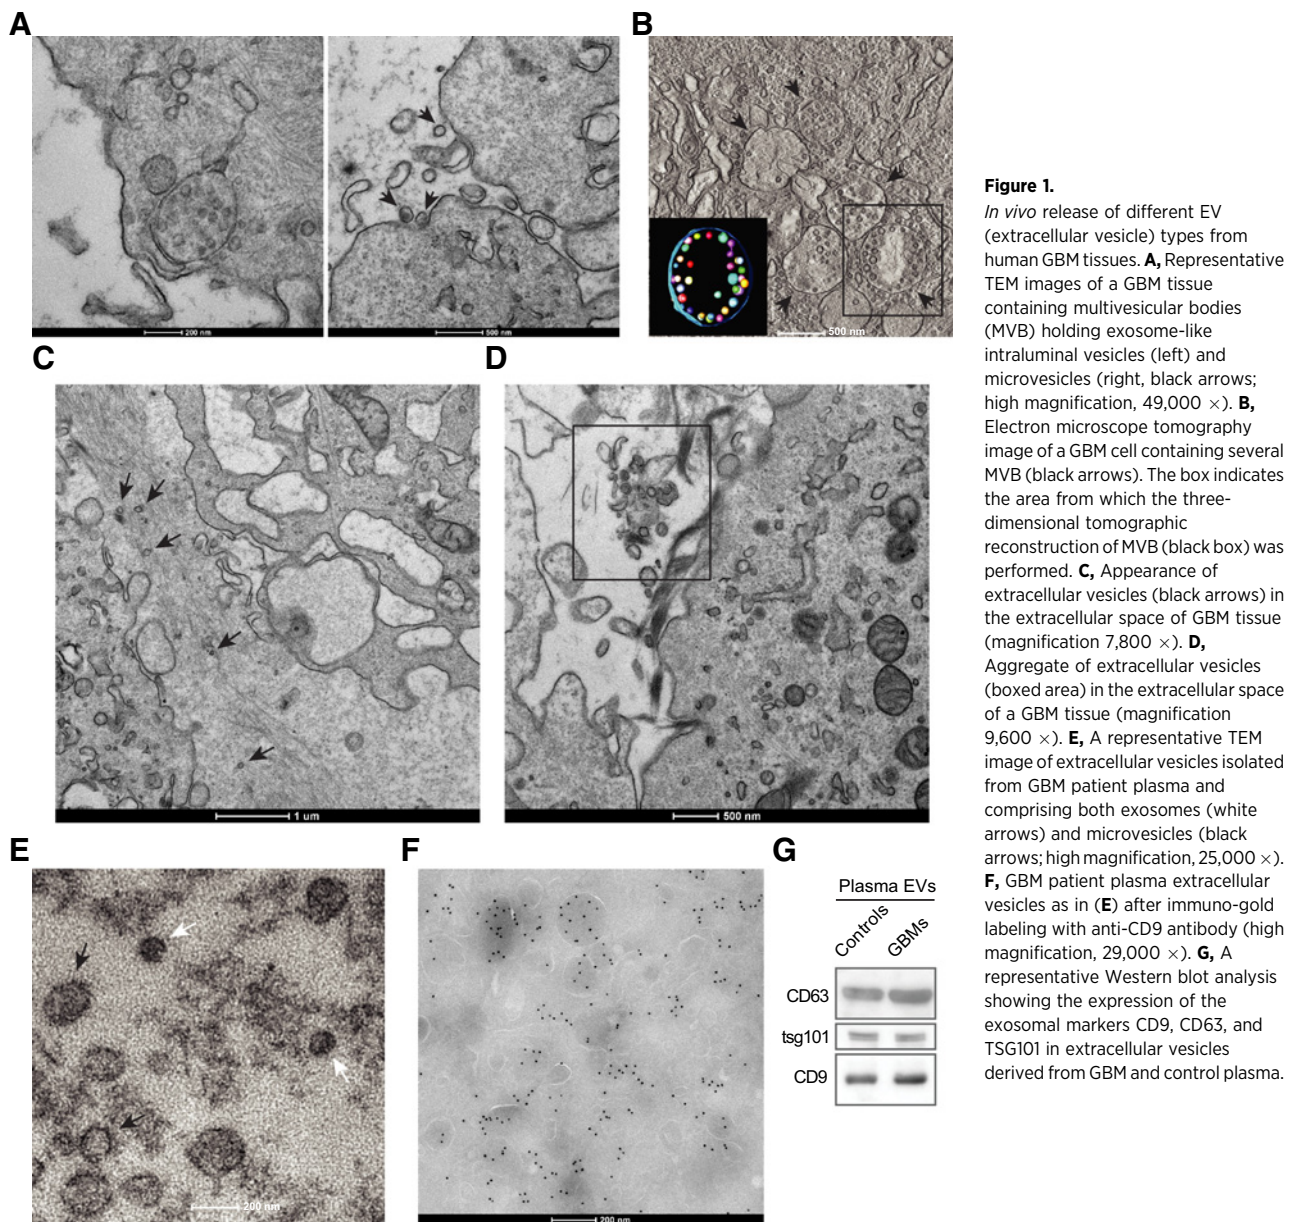 A
B
200 nm
500 nm
500 nm
C
D
1 um
500 nm
E
F
G
200 nm
200 nm
Plasma EVs
Controls
GBMs
CD63
tsg101
CD9
Figure 1.
In vivo release of different EV
(extracellular vesicle) types from
human GBM tissues. A, Representative
TEM images of a GBM tissue
containing multivesicular bodies
(MVB) holding exosome-like
intraluminal vesicles (left) and
microvesicles (right, black arrows;
high magnification, 49,000 ×). B,
Electron microscope tomography
image of a GBM cell containing several
MVB (black arrows). The box indicates
the area from which the three-
dimensional tomographic
reconstruction of MVB (black box) was
performed. C, Appearance of
extracellular vesicles (black arrows) in
the extracellular space of GBM tissue
(magnification 7,800 ×). D,
Aggregate of extracellular vesicles
(boxed area) in the extracellular space
of a GBM tissue (magnification
9,600 ×). E, A representative TEM
image of extracellular vesicles isolated
from GBM patient plasma and
comprising both exosomes (white
arrows) and microvesicles (black
arrows; high magnification, 25,000 ×).
F, GBM patient plasma extracellular
vesicles as in (E) after immuno-gold
labeling with anti-CD9 antibody (high
magnification, 29,000 ×). G, A
representative Western blot analysis
showing the expression of the
exosomal markers CD9, CD63, and
TSG101 in extracellular vesicles
derived from GBM and control plasma.